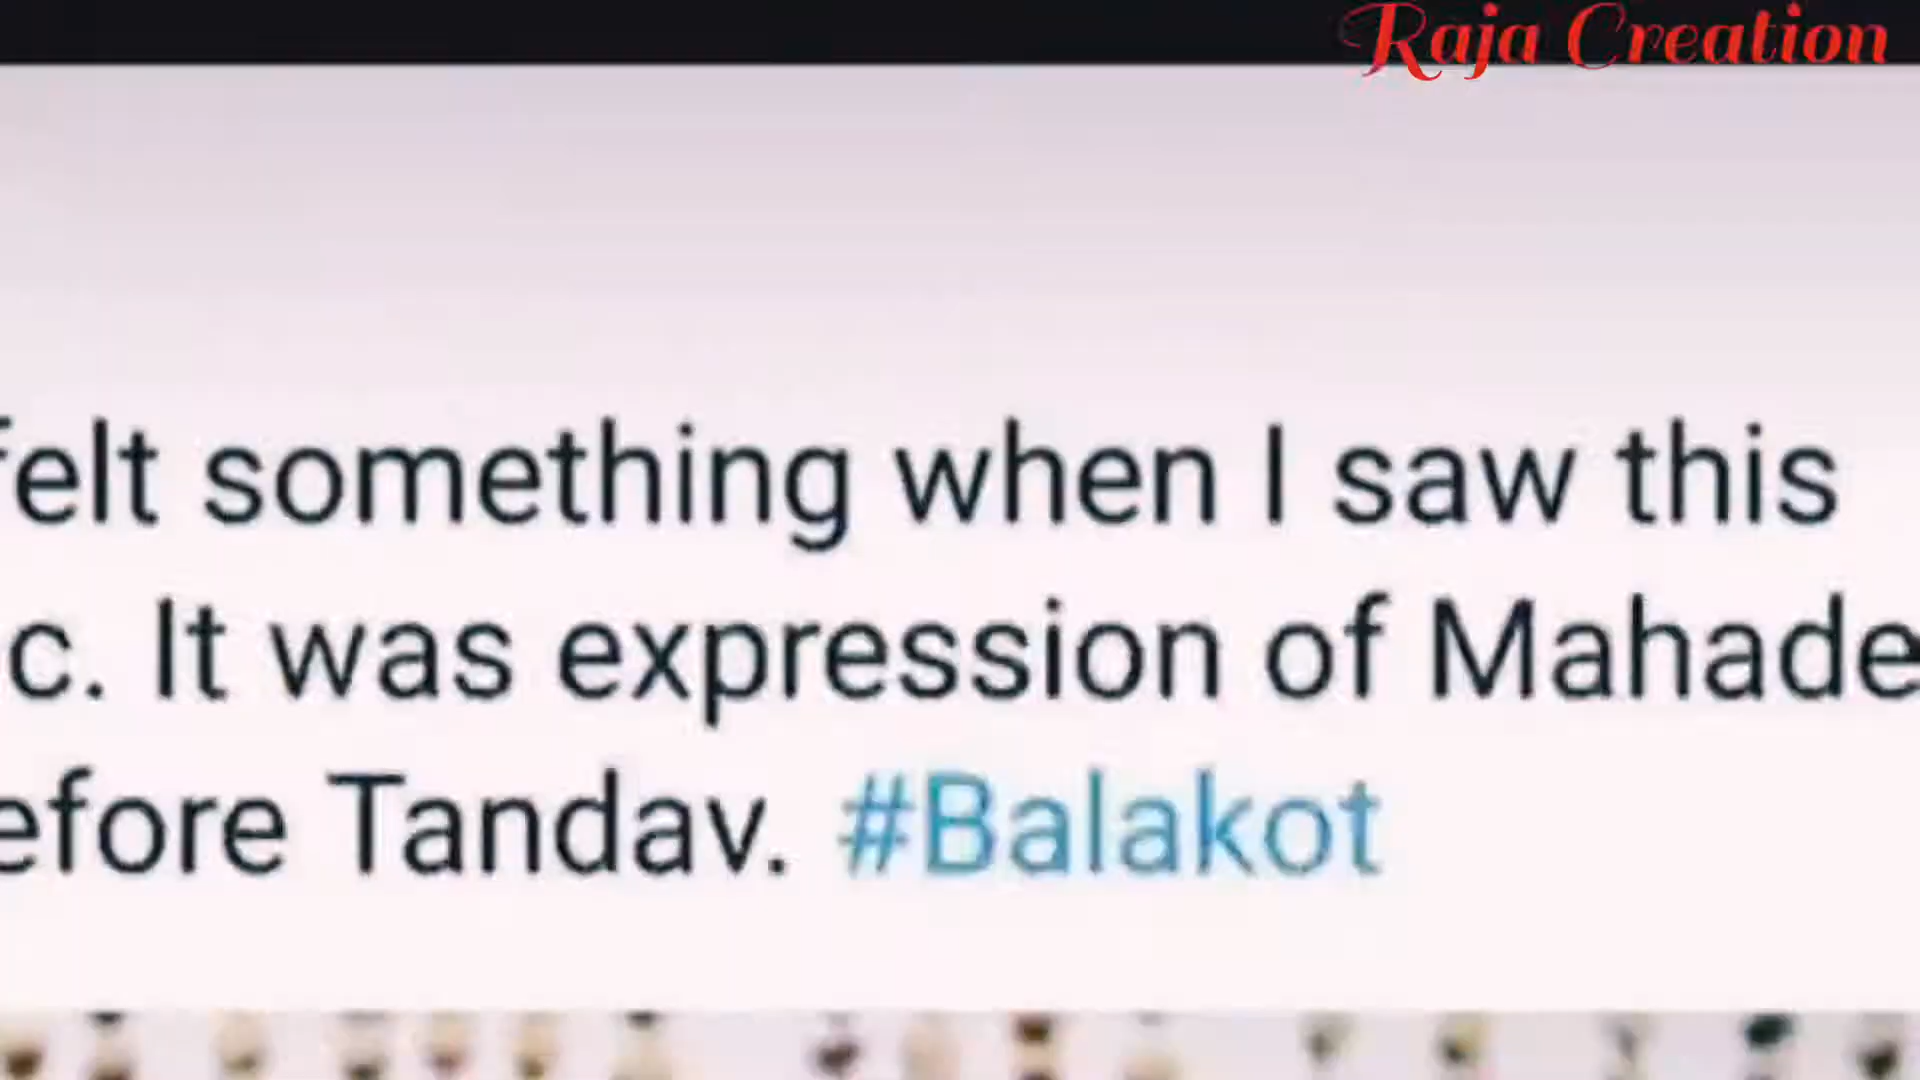 Raja Creation
felt something when I saw this
c. It was expression of Mahade
efore Tandav. #Balakot